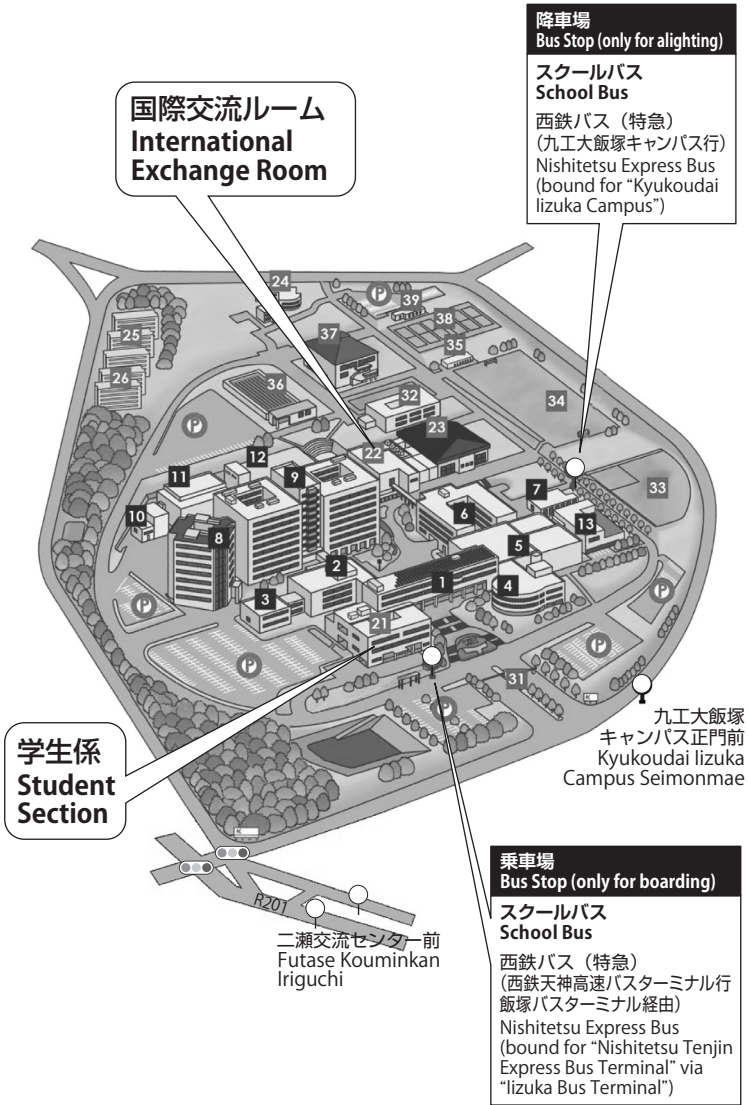 降車場
Bus Stop (only for alighting)
スクールバス
School Bus
西鉄バス（特急）
（九工大飯塚キャンパス行）
Nishitetsu Express Bus
(bound for “Kyukoudai
Iizuka Campus”)
国際交流ルーム
International
Exchange Room
24
P
39
38
37
35
25
26
36
32
34
P
23
22
12
11
9
33
7
10
6
13
8
5
2
1
4
3
P
P
21
P
P
31
P
九工大飯塚
キャンパス正門前
Kyukoudai Iizuka
Campus Seimonmae
学生係
Student
Section
R201
二瀬交流センター前
Futase Kouminkan
Iriguchi
乗車場
Bus Stop (only for boarding)
スクールバス
School Bus
西鉄バス（特急）
（西鉄天神高速バスターミナル行
飯塚バスターミナル経由）
Nishitetsu Express Bus
(bound for “Nishitetsu Tenjin
Express Bus Terminal” via
“Iizuka Bus Terminal”)